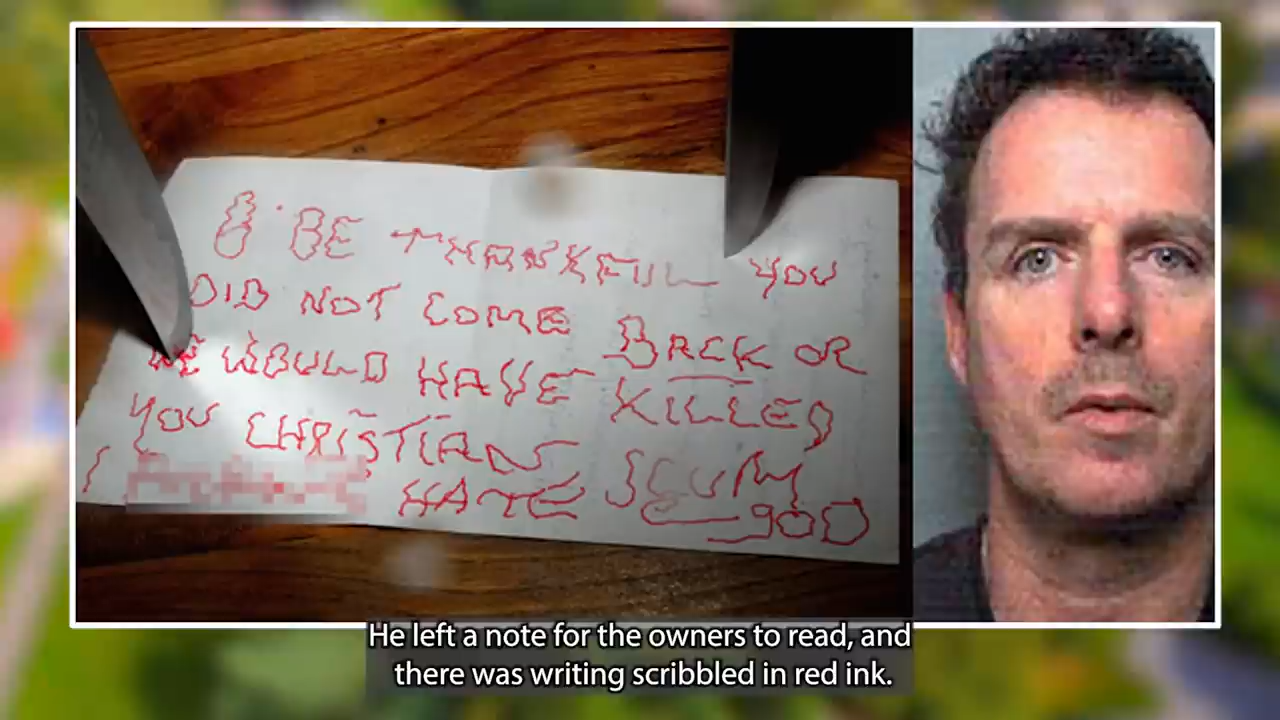 BE THANKFUL YOU
DID NOT COME BACK OR
WE WOULD HAVE KILLED
YOU CHRISTIAN SCUM
I HATE GOD
He left a note for the owners to read, and
there was writing scribbled in red ink.